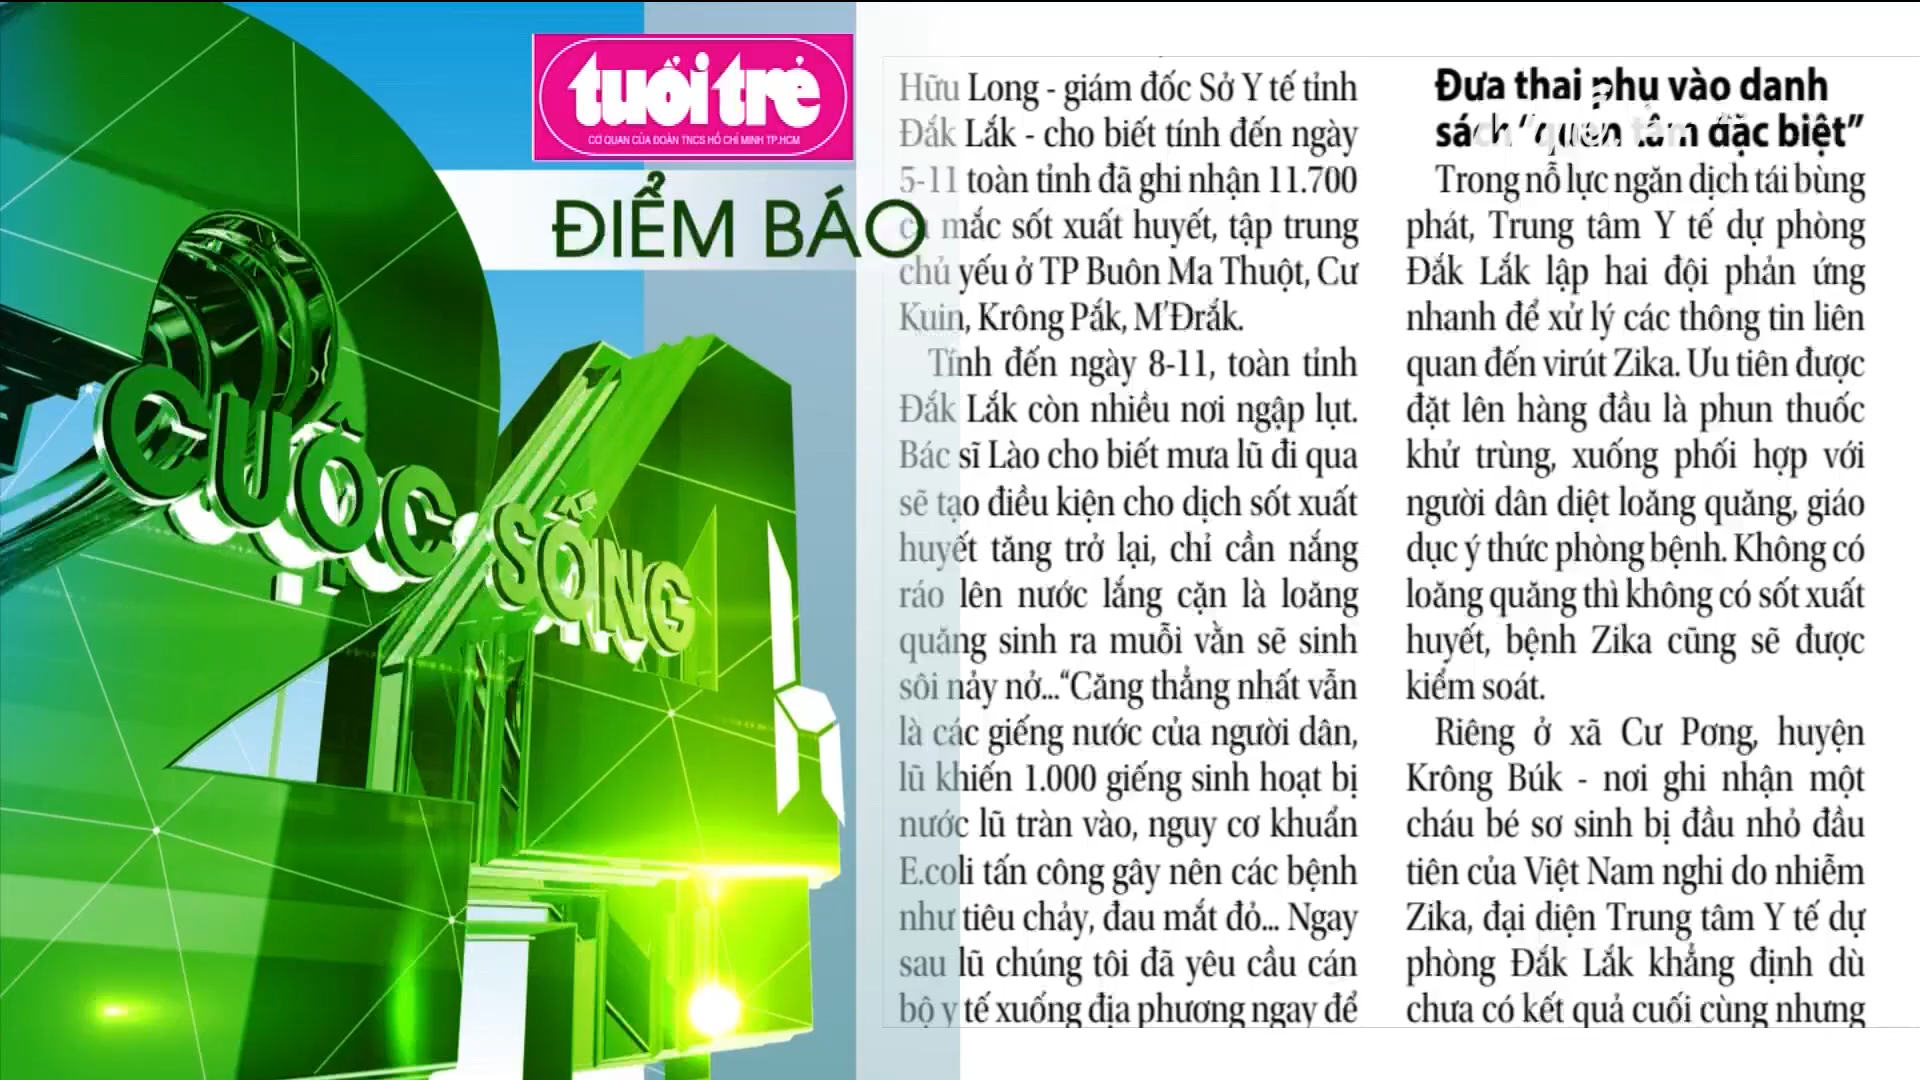 tuổi trẻ
CƠ QUAN CỦA ĐOÀN TNCS HỒ CHÍ MINH TP.HCM
ĐIỂM BÁO
CUỘC SỐNG
24h
Hữu Long - giám đốc Sở Y tế tỉnh
Đắk Lắk - cho biết tính đến ngày
5-11 toàn tỉnh đã ghi nhận 11.700
ca mắc sốt xuất huyết, tập trung
chủ yếu ở TP Buôn Ma Thuột, Cư
Kuin, Krông Pắk, M'Đrắk.
Tính đến ngày 8-11, toàn tỉnh
Đắk Lắk còn nhiều nơi ngập lụt.
Bác sĩ Lào cho biết mưa lũ đi qua
sẽ tạo điều kiện cho dịch sốt xuất
huyết tăng trở lại, chỉ cần nắng
ráo lên nước lắng cặn là loăng
quăng sinh ra muỗi vằn sẽ sinh
sôi nảy nở...“Căng thẳng nhất vẫn
là các giếng nước của người dân,
lũ khiến 1.000 giếng sinh hoạt bị
nước lũ tràn vào, nguy cơ khuẩn
E.coli tấn công gây nên các bệnh
như tiêu chảy, đau mắt đỏ... Ngay
sau lũ chúng tôi đã yêu cầu cán
bộ y tế xuống địa phương ngay để
Đưa thai phụ vào danh
sách “quan tâm đặc biệt”
Trong nỗ lực ngăn dịch tái bùng
phát, Trung tâm Y tế dự phòng
Đắk Lắk lập hai đội phản ứng
nhanh để xử lý các thông tin liên
quan đến virút Zika. Ưu tiên được
đặt lên hàng đầu là phun thuốc
khử trùng, xuống phối hợp với
người dân diệt loăng quăng, giáo
dục ý thức phòng bệnh. Không có
loăng quăng thì không có sốt xuất
huyết, bệnh Zika cũng sẽ được
kiểm soát.
Riêng ở xã Cư Pơng, huyện
Krông Búk - nơi ghi nhận một
cháu bé sơ sinh bị đầu nhỏ đầu
tiên của Việt Nam nghi do nhiễm
Zika, đại diện Trung tâm Y tế dự
phòng Đắk Lắk khẳng định dù
chưa có kết quả cuối cùng nhưng